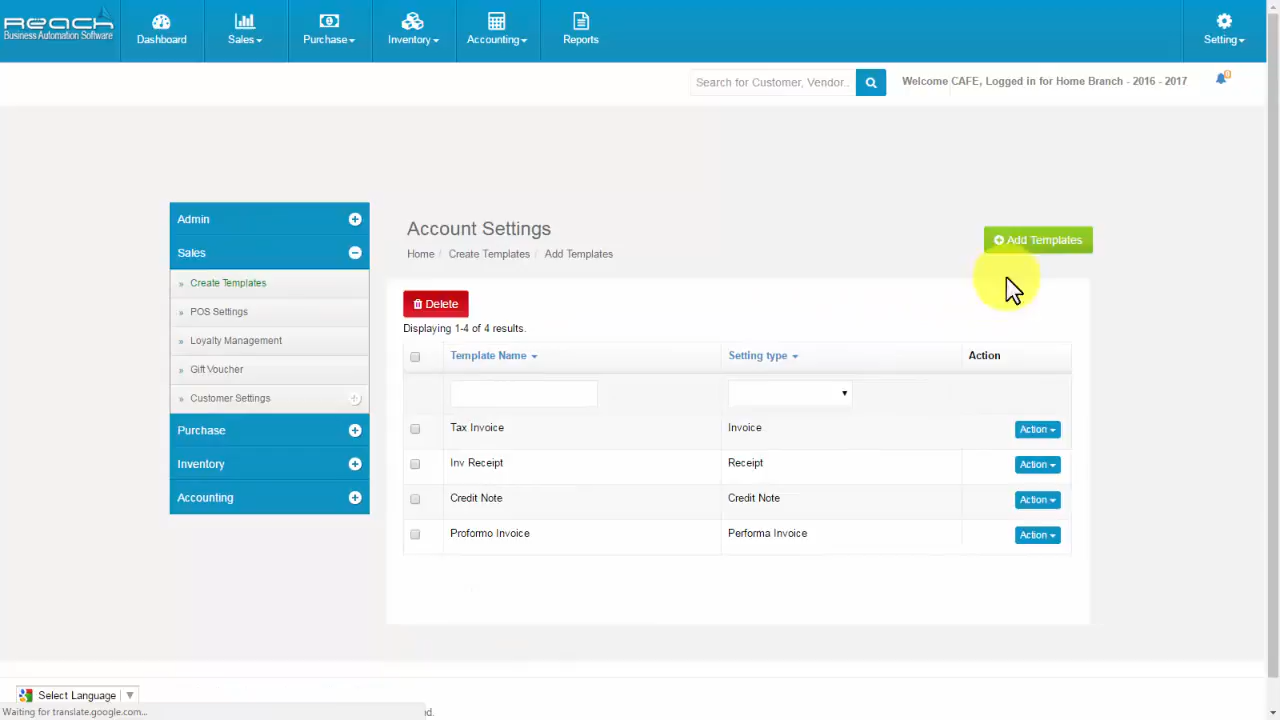 REACH
Business Automation Software
Dashboard
Sales
Purchase
Inventory
Accounting
Reports
Setting
Search for Customer, Vendor..
Welcome CAFE, Logged in for Home Branch - 2016 - 2017
Admin
Sales
» Create Templates
» POS Settings
» Loyalty Management
» Gift Voucher
» Customer Settings
Purchase
Inventory
Accounting
Account Settings
Home / Create Templates / Add Templates
Add Templates
Delete
Displaying 1-4 of 4 results.
Template Name Setting type Action
Tax Invoice Invoice Action
Inv Receipt Receipt Action
Credit Note Credit Note Action
Proformo Invoice Performa Invoice Action
Select Language
Waiting for translate.google.com... d.